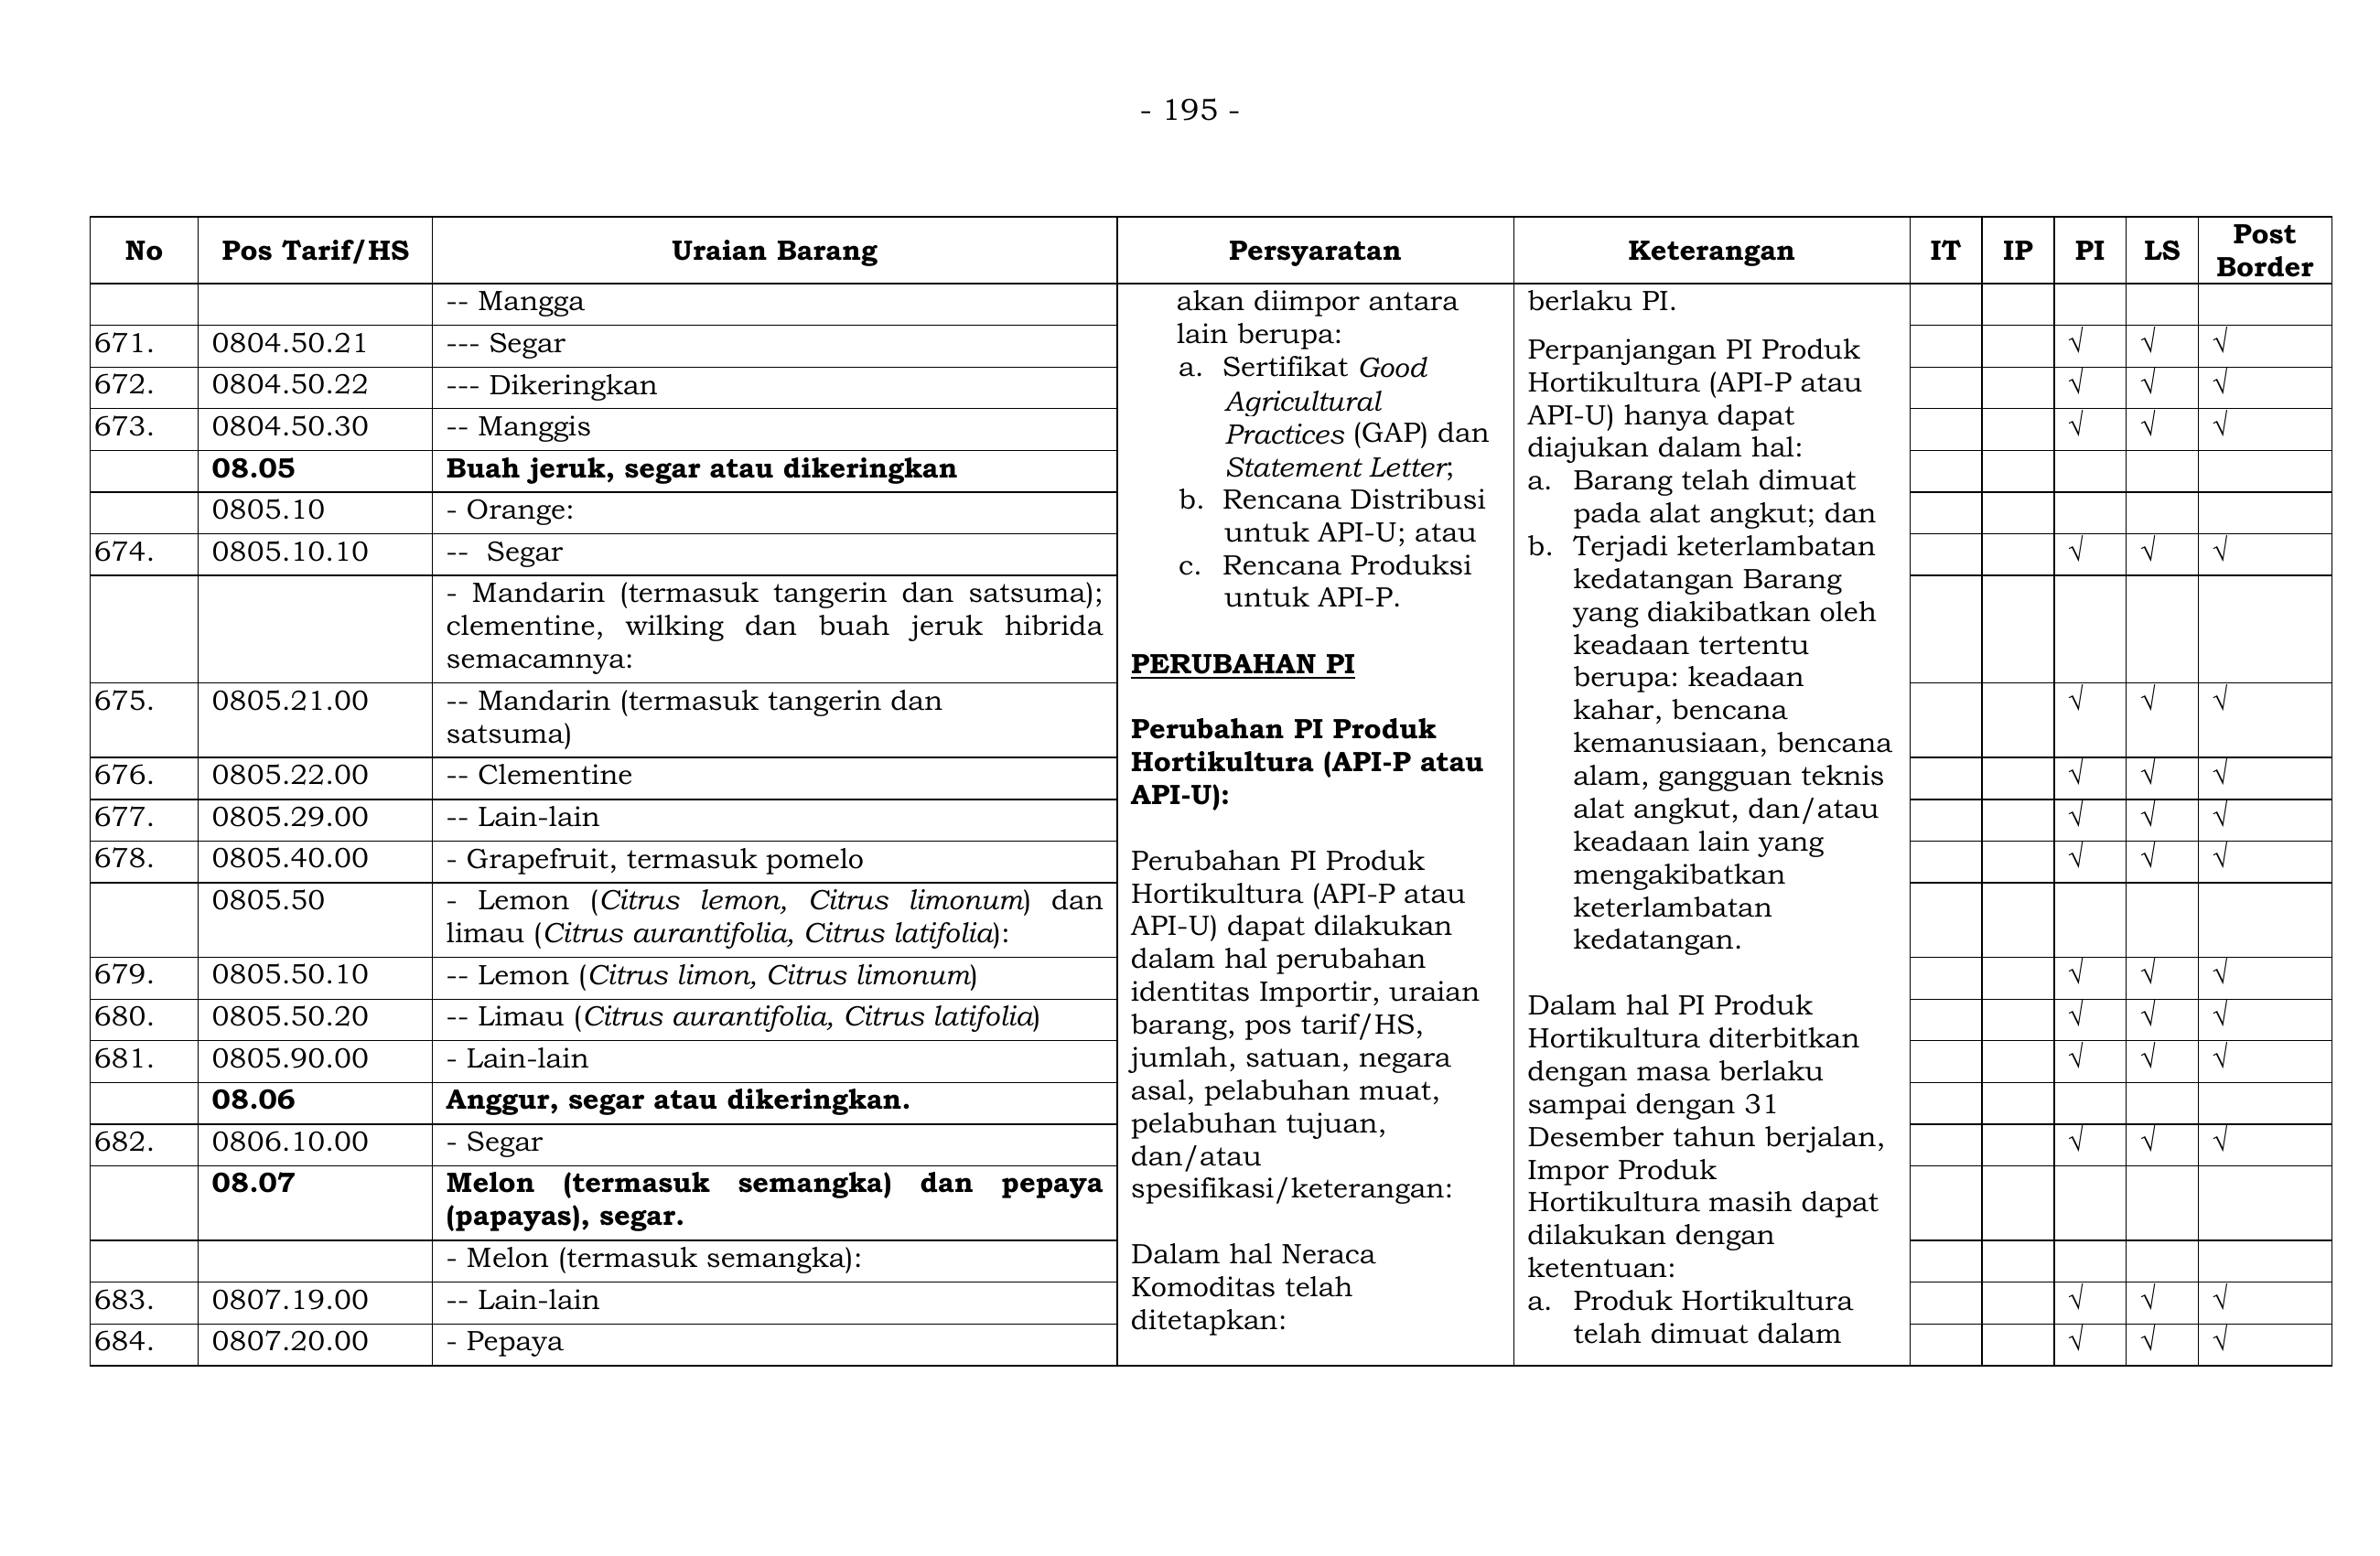 - 195 -
No Pos Tarif/HS Uraian Barang Persyaratan Keterangan IT IP PI LS Post Border
-- Mangga
671. 0804.50.21 --- Segar √ √ √
672. 0804.50.22 --- Dikeringkan √ √ √
673. 0804.50.30 -- Manggis √ √ √
08.05 Buah jeruk, segar atau dikeringkan
0805.10 - Orange:
674. 0805.10.10 -- Segar √ √ √
- Mandarin (termasuk tangerin dan satsuma);
clementine, wilking dan buah jeruk hibrida
semacamnya:
675. 0805.21.00 -- Mandarin (termasuk tangerin dan √ √ √
satsuma)
676. 0805.22.00 -- Clementine √ √ √
677. 0805.29.00 -- Lain-lain √ √ √
678. 0805.40.00 - Grapefruit, termasuk pomelo √ √ √
0805.50 - Lemon (Citrus lemon, Citrus limonum) dan
limau (Citrus aurantifolia, Citrus latifolia):
679. 0805.50.10 -- Lemon (Citrus limon, Citrus limonum) √ √ √
680. 0805.50.20 -- Limau (Citrus aurantifolia, Citrus latifolia) √ √ √
681. 0805.90.00 - Lain-lain √ √ √
08.06 Anggur, segar atau dikeringkan.
682. 0806.10.00 - Segar √ √ √
08.07 Melon (termasuk semangka) dan pepaya
(papayas), segar.
- Melon (termasuk semangka):
683. 0807.19.00 -- Lain-lain √ √ √
684. 0807.20.00 - Pepaya √ √ √
akan diimpor antara
lain berupa:
a. Sertifikat Good
Agricultural
Practices (GAP) dan
Statement Letter;
b. Rencana Distribusi
untuk API-U; atau
c. Rencana Produksi
untuk API-P.
PERUBAHAN PI
Perubahan PI Produk
Hortikultura (API-P atau
API-U):
Perubahan PI Produk
Hortikultura (API-P atau
API-U) dapat dilakukan
dalam hal perubahan
identitas Importir, uraian
barang, pos tarif/HS,
jumlah, satuan, negara
asal, pelabuhan muat,
pelabuhan tujuan,
dan/atau
spesifikasi/keterangan:
Dalam hal Neraca
Komoditas telah
ditetapkan:
berlaku PI.
Perpanjangan PI Produk
Hortikultura (API-P atau
API-U) hanya dapat
diajukan dalam hal:
a. Barang telah dimuat
pada alat angkut; dan
b. Terjadi keterlambatan
kedatangan Barang
yang diakibatkan oleh
keadaan tertentu
berupa: keadaan
kahar, bencana
kemanusiaan, bencana
alam, gangguan teknis
alat angkut, dan/atau
keadaan lain yang
mengakibatkan
keterlambatan
kedatangan.
Dalam hal PI Produk
Hortikultura diterbitkan
dengan masa berlaku
sampai dengan 31
Desember tahun berjalan,
Impor Produk
Hortikultura masih dapat
dilakukan dengan
ketentuan:
a. Produk Hortikultura
telah dimuat dalam